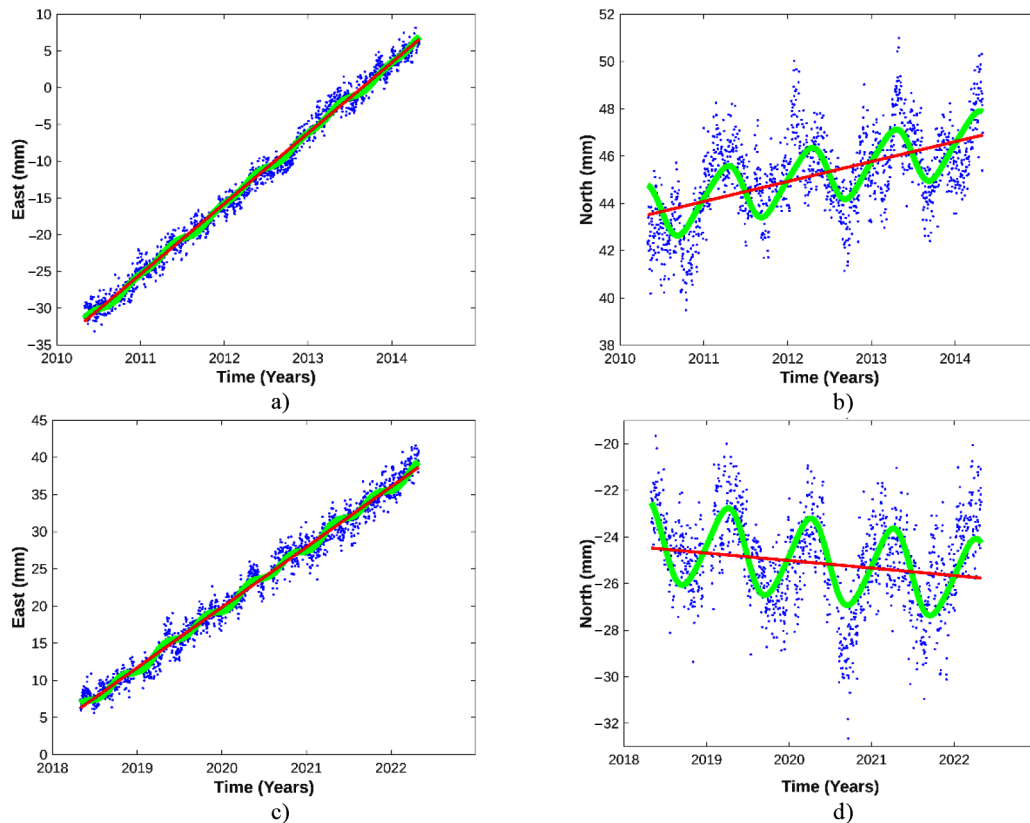 10
5
0
−5
−10
−15
−20
−25
−30
−35
East (mm)
2010 2011 2012 2013 2014
Time (Years)
a)
52
50
48
46
44
42
40
38
North (mm)
2010 2011 2012 2013 2014
Time (Years)
b)
45
40
35
30
25
20
15
10
5
0
East (mm)
2018 2019 2020 2021 2022
Time (Years)
c)
−20
−22
−24
−26
−28
−30
−32
North (mm)
2018 2019 2020 2021 2022
Time (Years)
d)